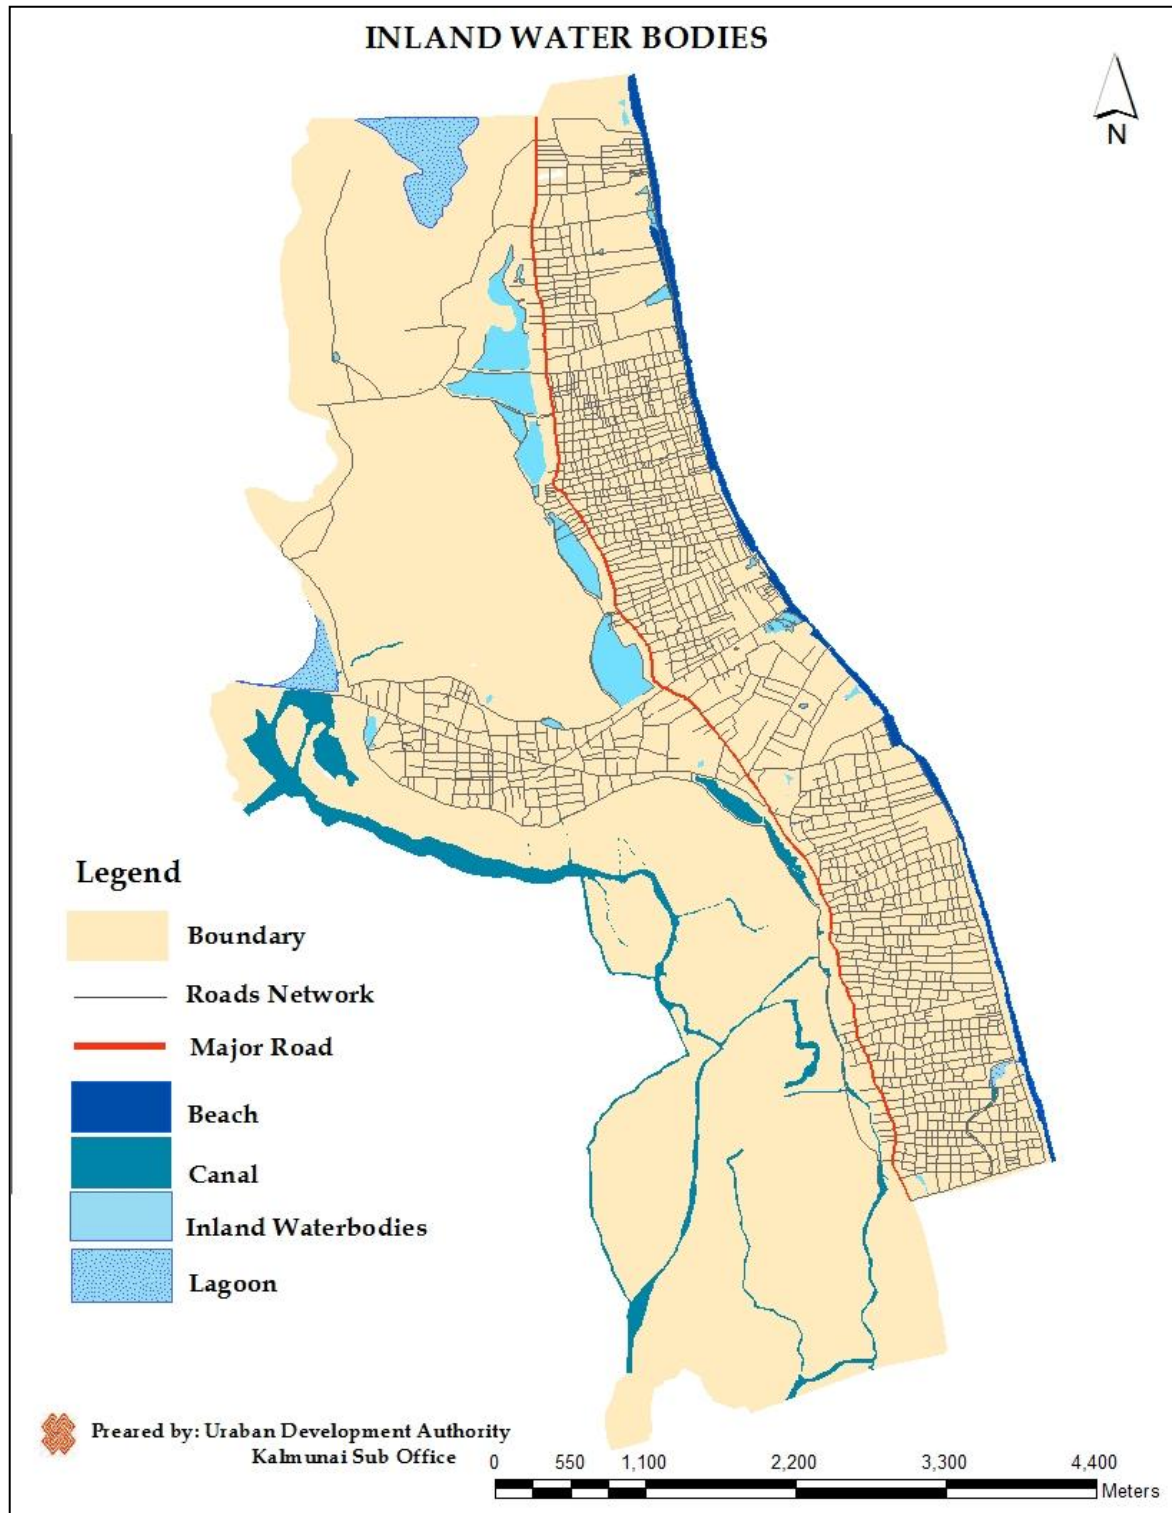 INLAND WATER BODIES
N
Legend
Boundary
Roads Network
Major Road
Beach
Canal
Inland Waterbodies
Lagoon
Preared by: Uraban Development Authority
Kalmunai Sub Office
0 550 1,100 2,200 3,300 4,400
Meters